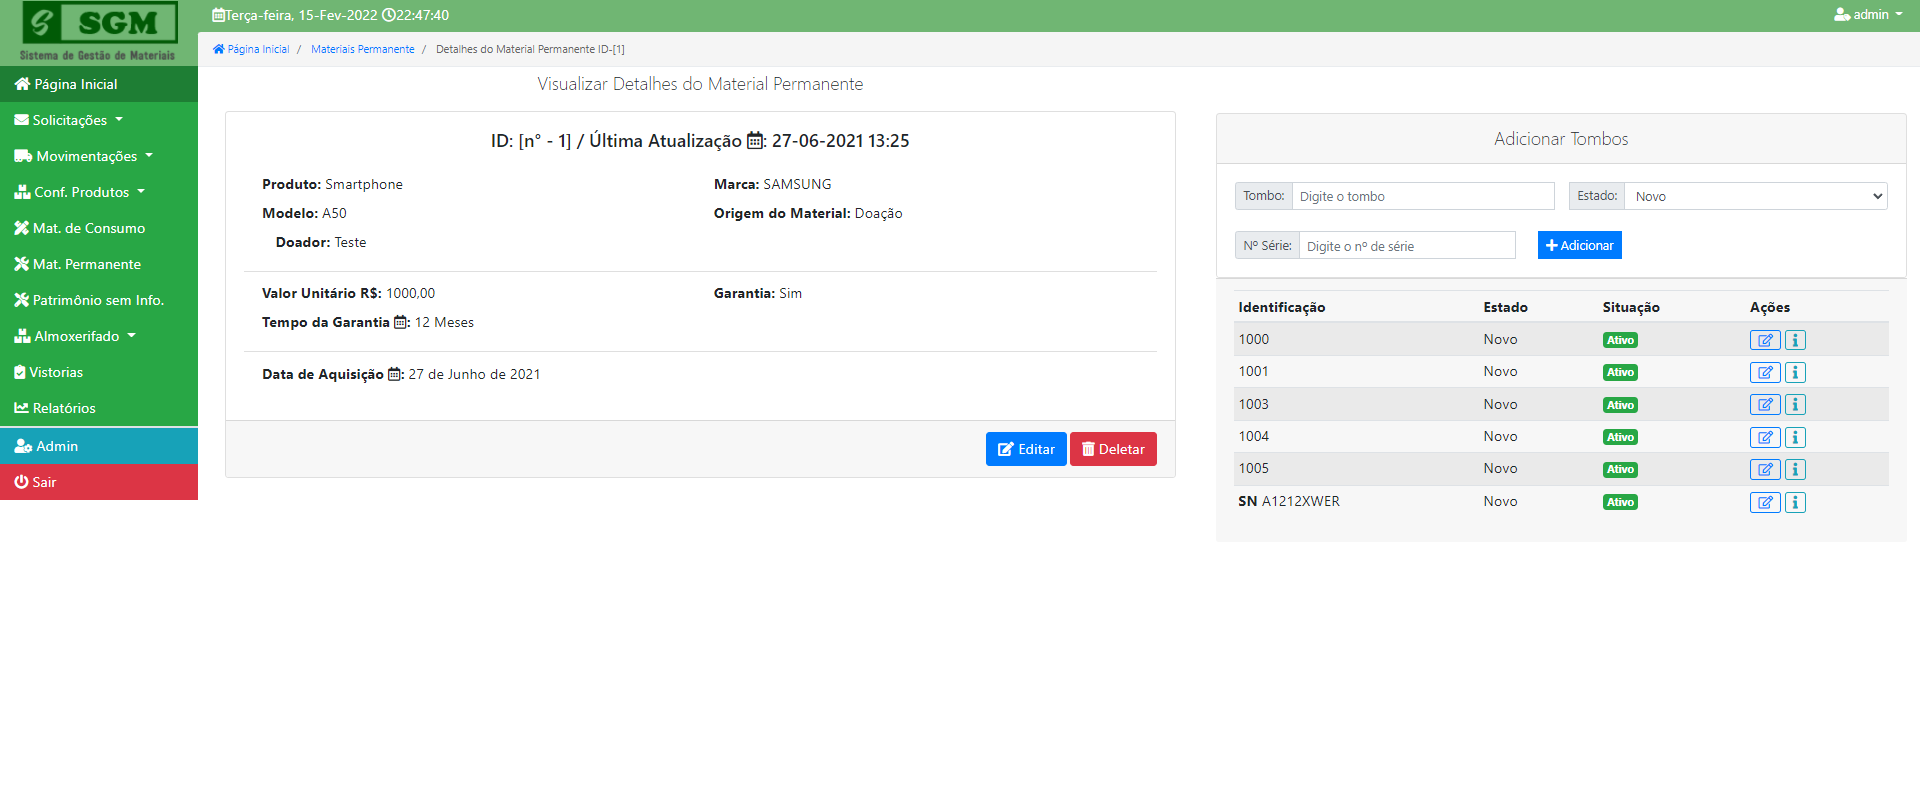 SGM
Sistema de Gestão de Materiais
Terça-feira, 15-Fev-2022 22:47:40
admin
Página Inicial / Materiais Permanente / Detalhes do Material Permanente ID-[1]
Página Inicial
Solicitações
Movimentações
Conf. Produtos
Mat. de Consumo
Mat. Permanente
Patrimônio sem Info.
Almoxerifado
Vistorias
Relatórios
Admin
Sair
Visualizar Detalhes do Material Permanente
ID: [n° - 1] / Última Atualização : 27-06-2021 13:25
Produto: Smartphone
Marca: SAMSUNG
Modelo: A50
Origem do Material: Doação
Doador: Teste
Valor Unitário R$: 1000,00
Garantia: Sim
Tempo da Garantia : 12 Meses
Data de Aquisição : 27 de Junho de 2021
Editar
Deletar
Adicionar Tombos
Tombo: Digite o tombo
Estado: Novo
Nº Série: Digite o nº de série
Adicionar
Identificação Estado Situação Ações
1000 Novo Ativo
1001 Novo Ativo
1003 Novo Ativo
1004 Novo Ativo
1005 Novo Ativo
SN A1212XWER Novo Ativo